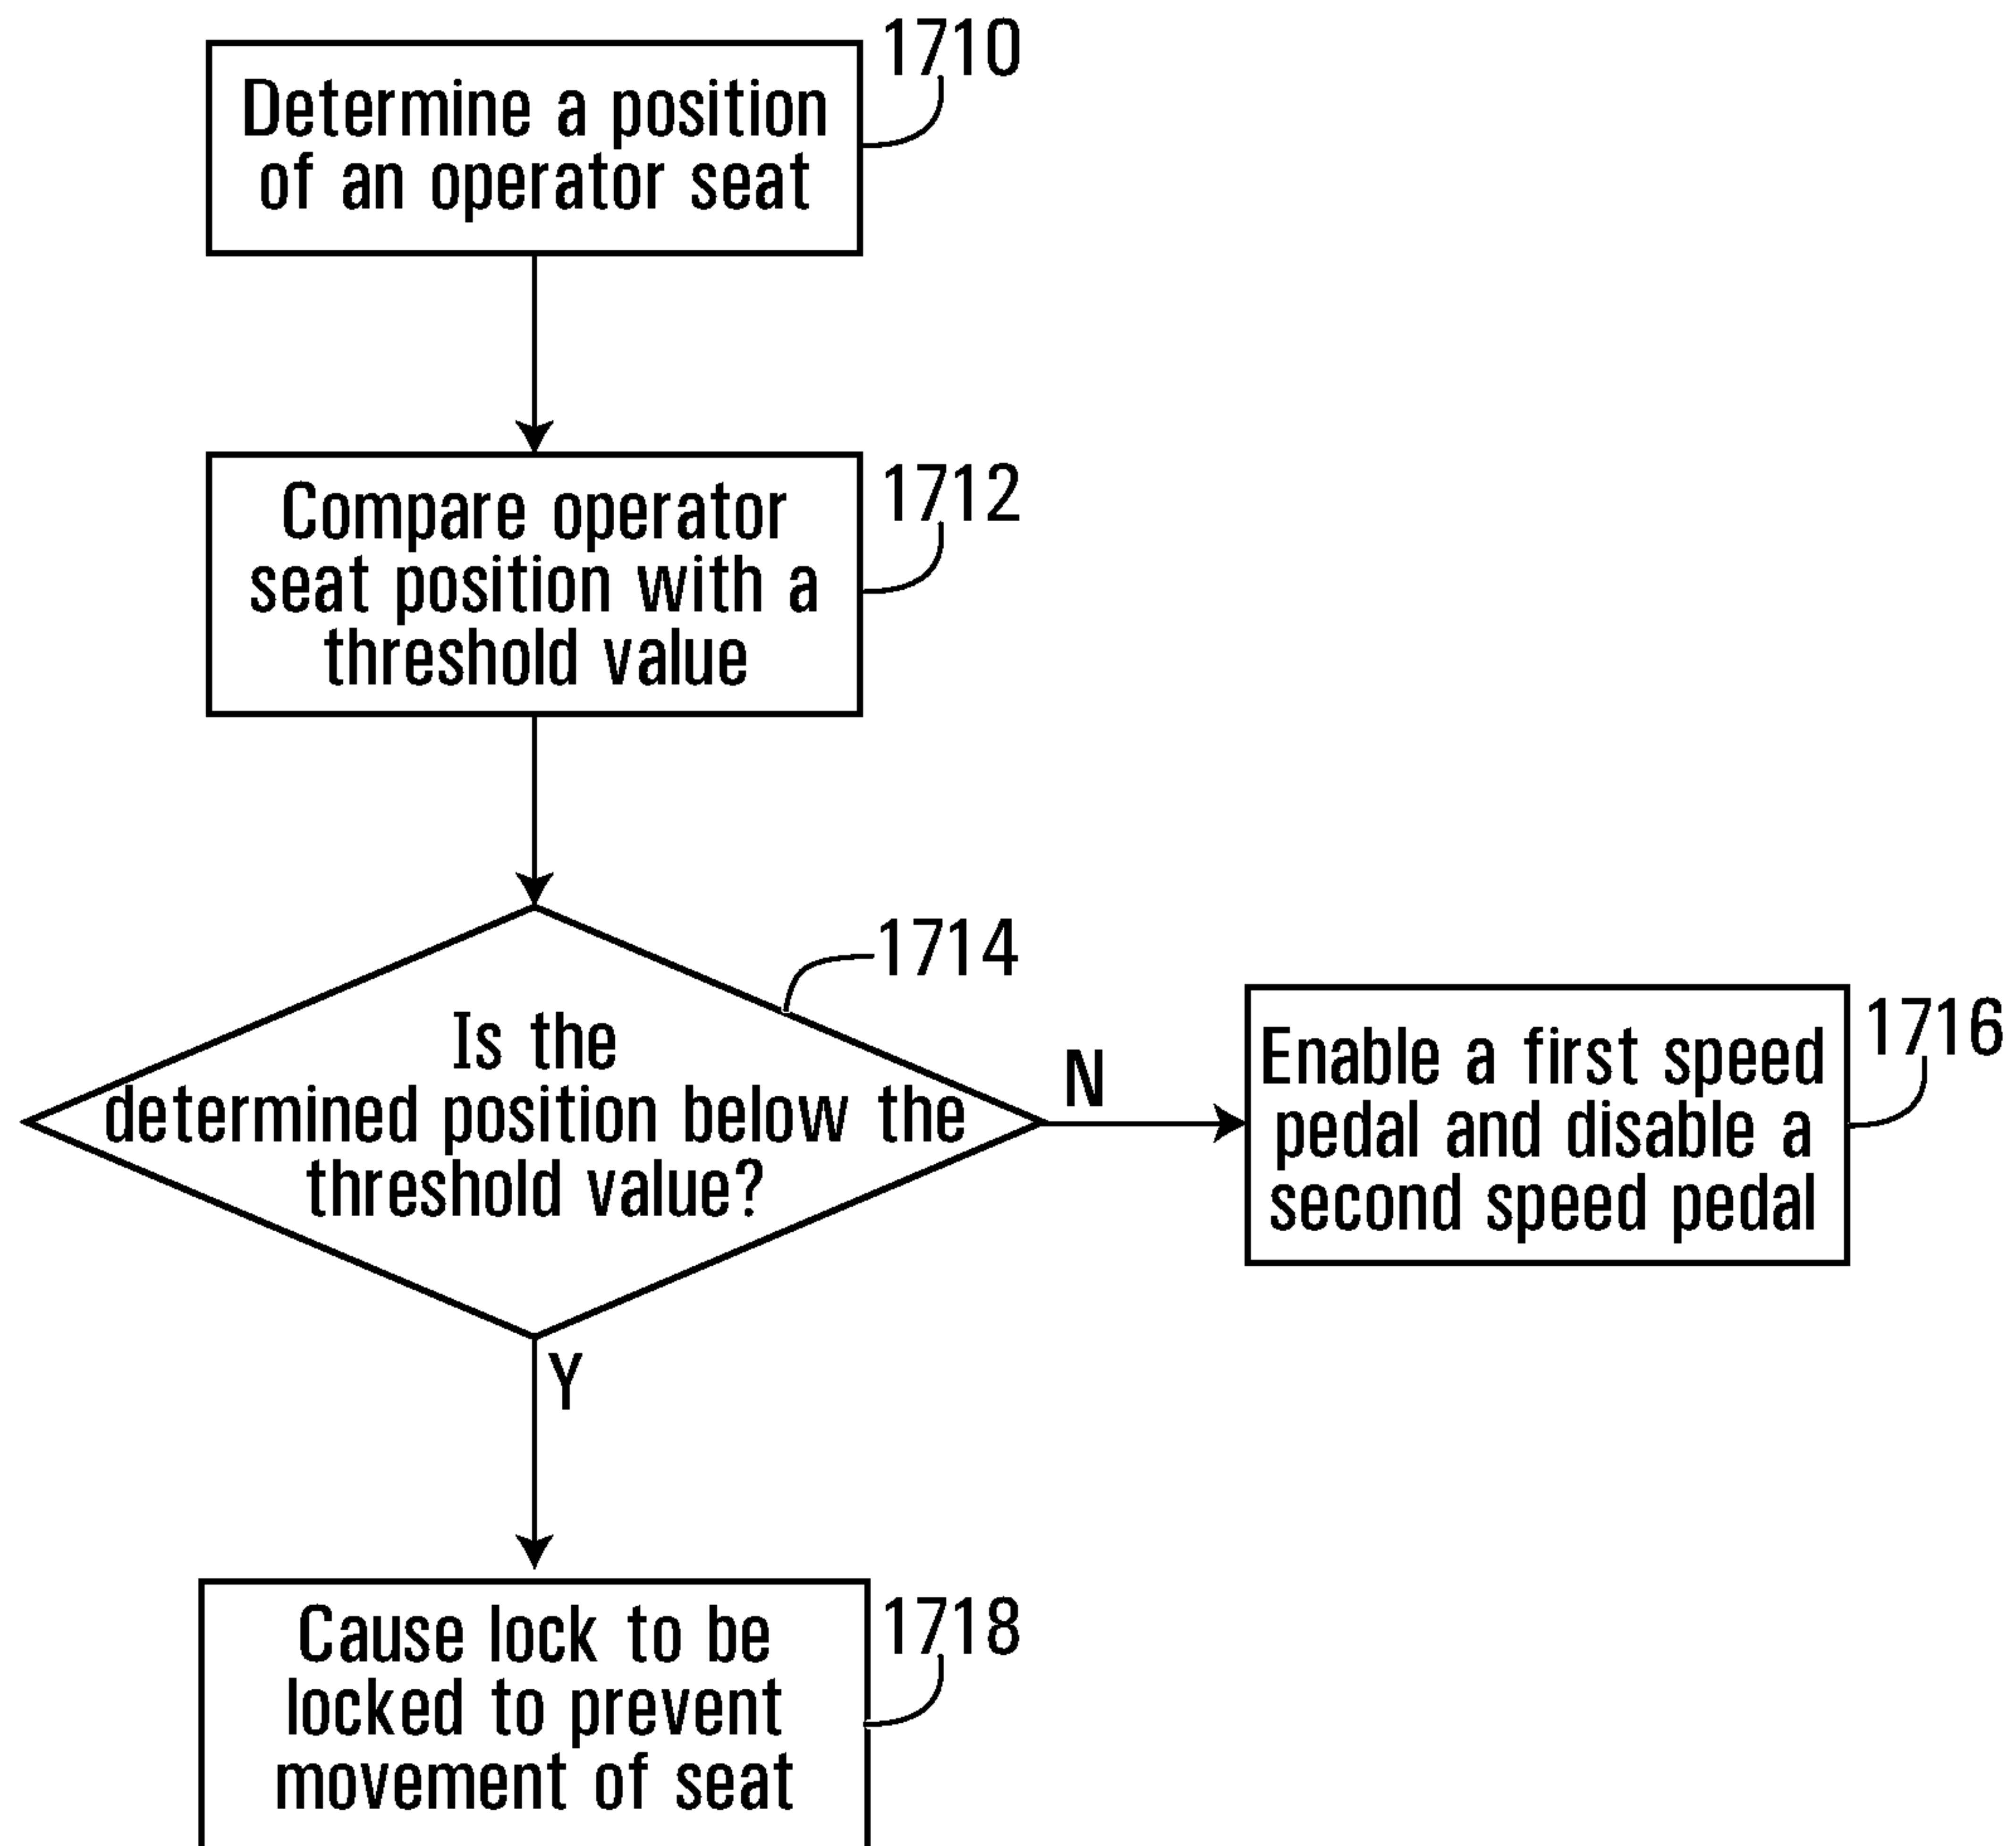 1710
Determine a position
of an operator seat
1712
Compare operator
seat position with a
threshold value
1714
Is the
determined position below the
threshold value?
N
1716
Enable a first speed
pedal and disable a
second speed pedal
Y
1718
Cause lock to be
locked to prevent
movement of seat